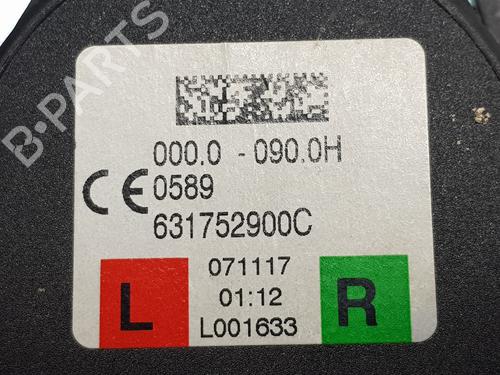 B-PARTS
000.0 - 090.0H
CE 0589
631752900C
L 071117 R
01:12
L001633